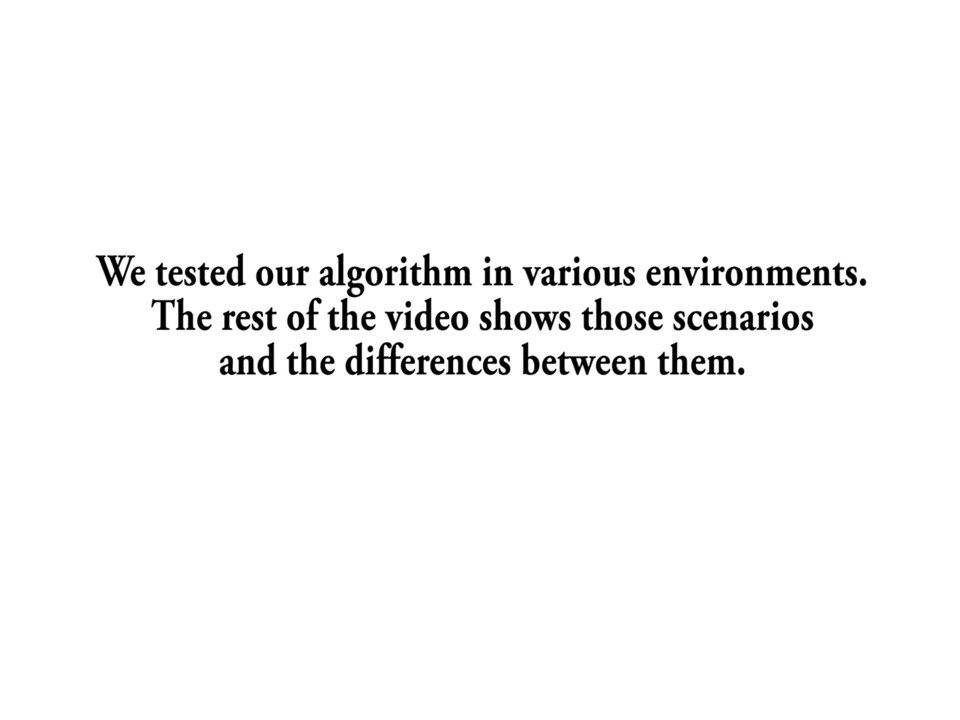 We tested our algorithm in various environments.
The rest of the video shows those scenarios
and the differences between them.